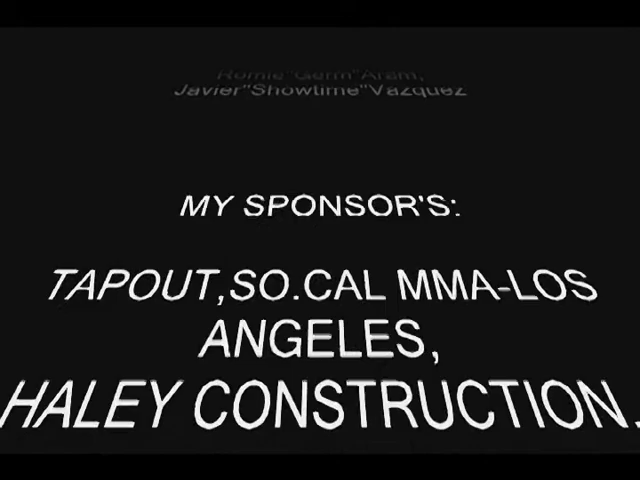 Romie"Germ"Aram,
Javier"Showtime"Vazquez
MY SPONSOR'S:
TAPOUT,SO.CAL MMA-LOS
ANGELES,
HALEY CONSTRUCTION.